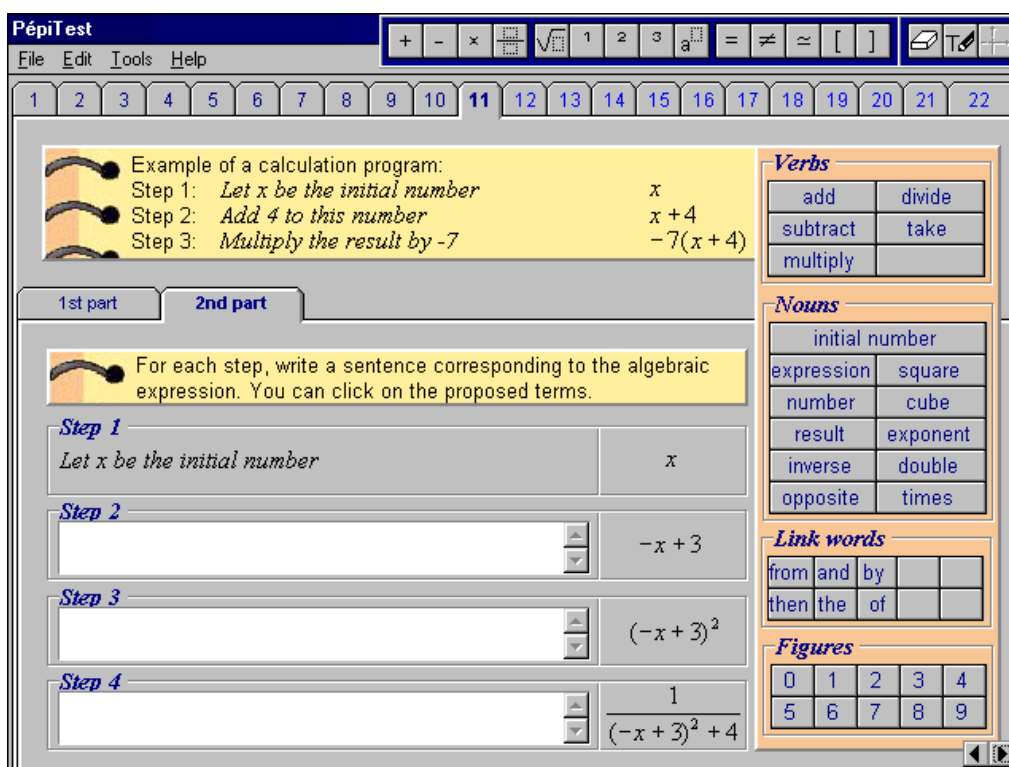 PépiTest
File Edit Tools Help
+ - × √ 1 2 3 a = ≠ ≃ [ ] T
1 2 3 4 5 6 7 8 9 10 11 12 13 14 15 16 17 18 19 20 21 22
Example of a calculation program:
Step 1: Let x be the initial number x
Step 2: Add 4 to this number x + 4
Step 3: Multiply the result by -7 −7(x + 4)
1st part 2nd part
For each step, write a sentence corresponding to the algebraic
expression. You can click on the proposed terms.
Step 1
Let x be the initial number x
Step 2
−x + 3
Step 3
(−x + 3)²
Step 4
1
(−x + 3)² + 4
Verbs
add divide
subtract take
multiply
Nouns
initial number
expression square
number cube
result exponent
inverse double
opposite times
Link words
from and by
then the of
Figures
0 1 2 3 4
5 6 7 8 9